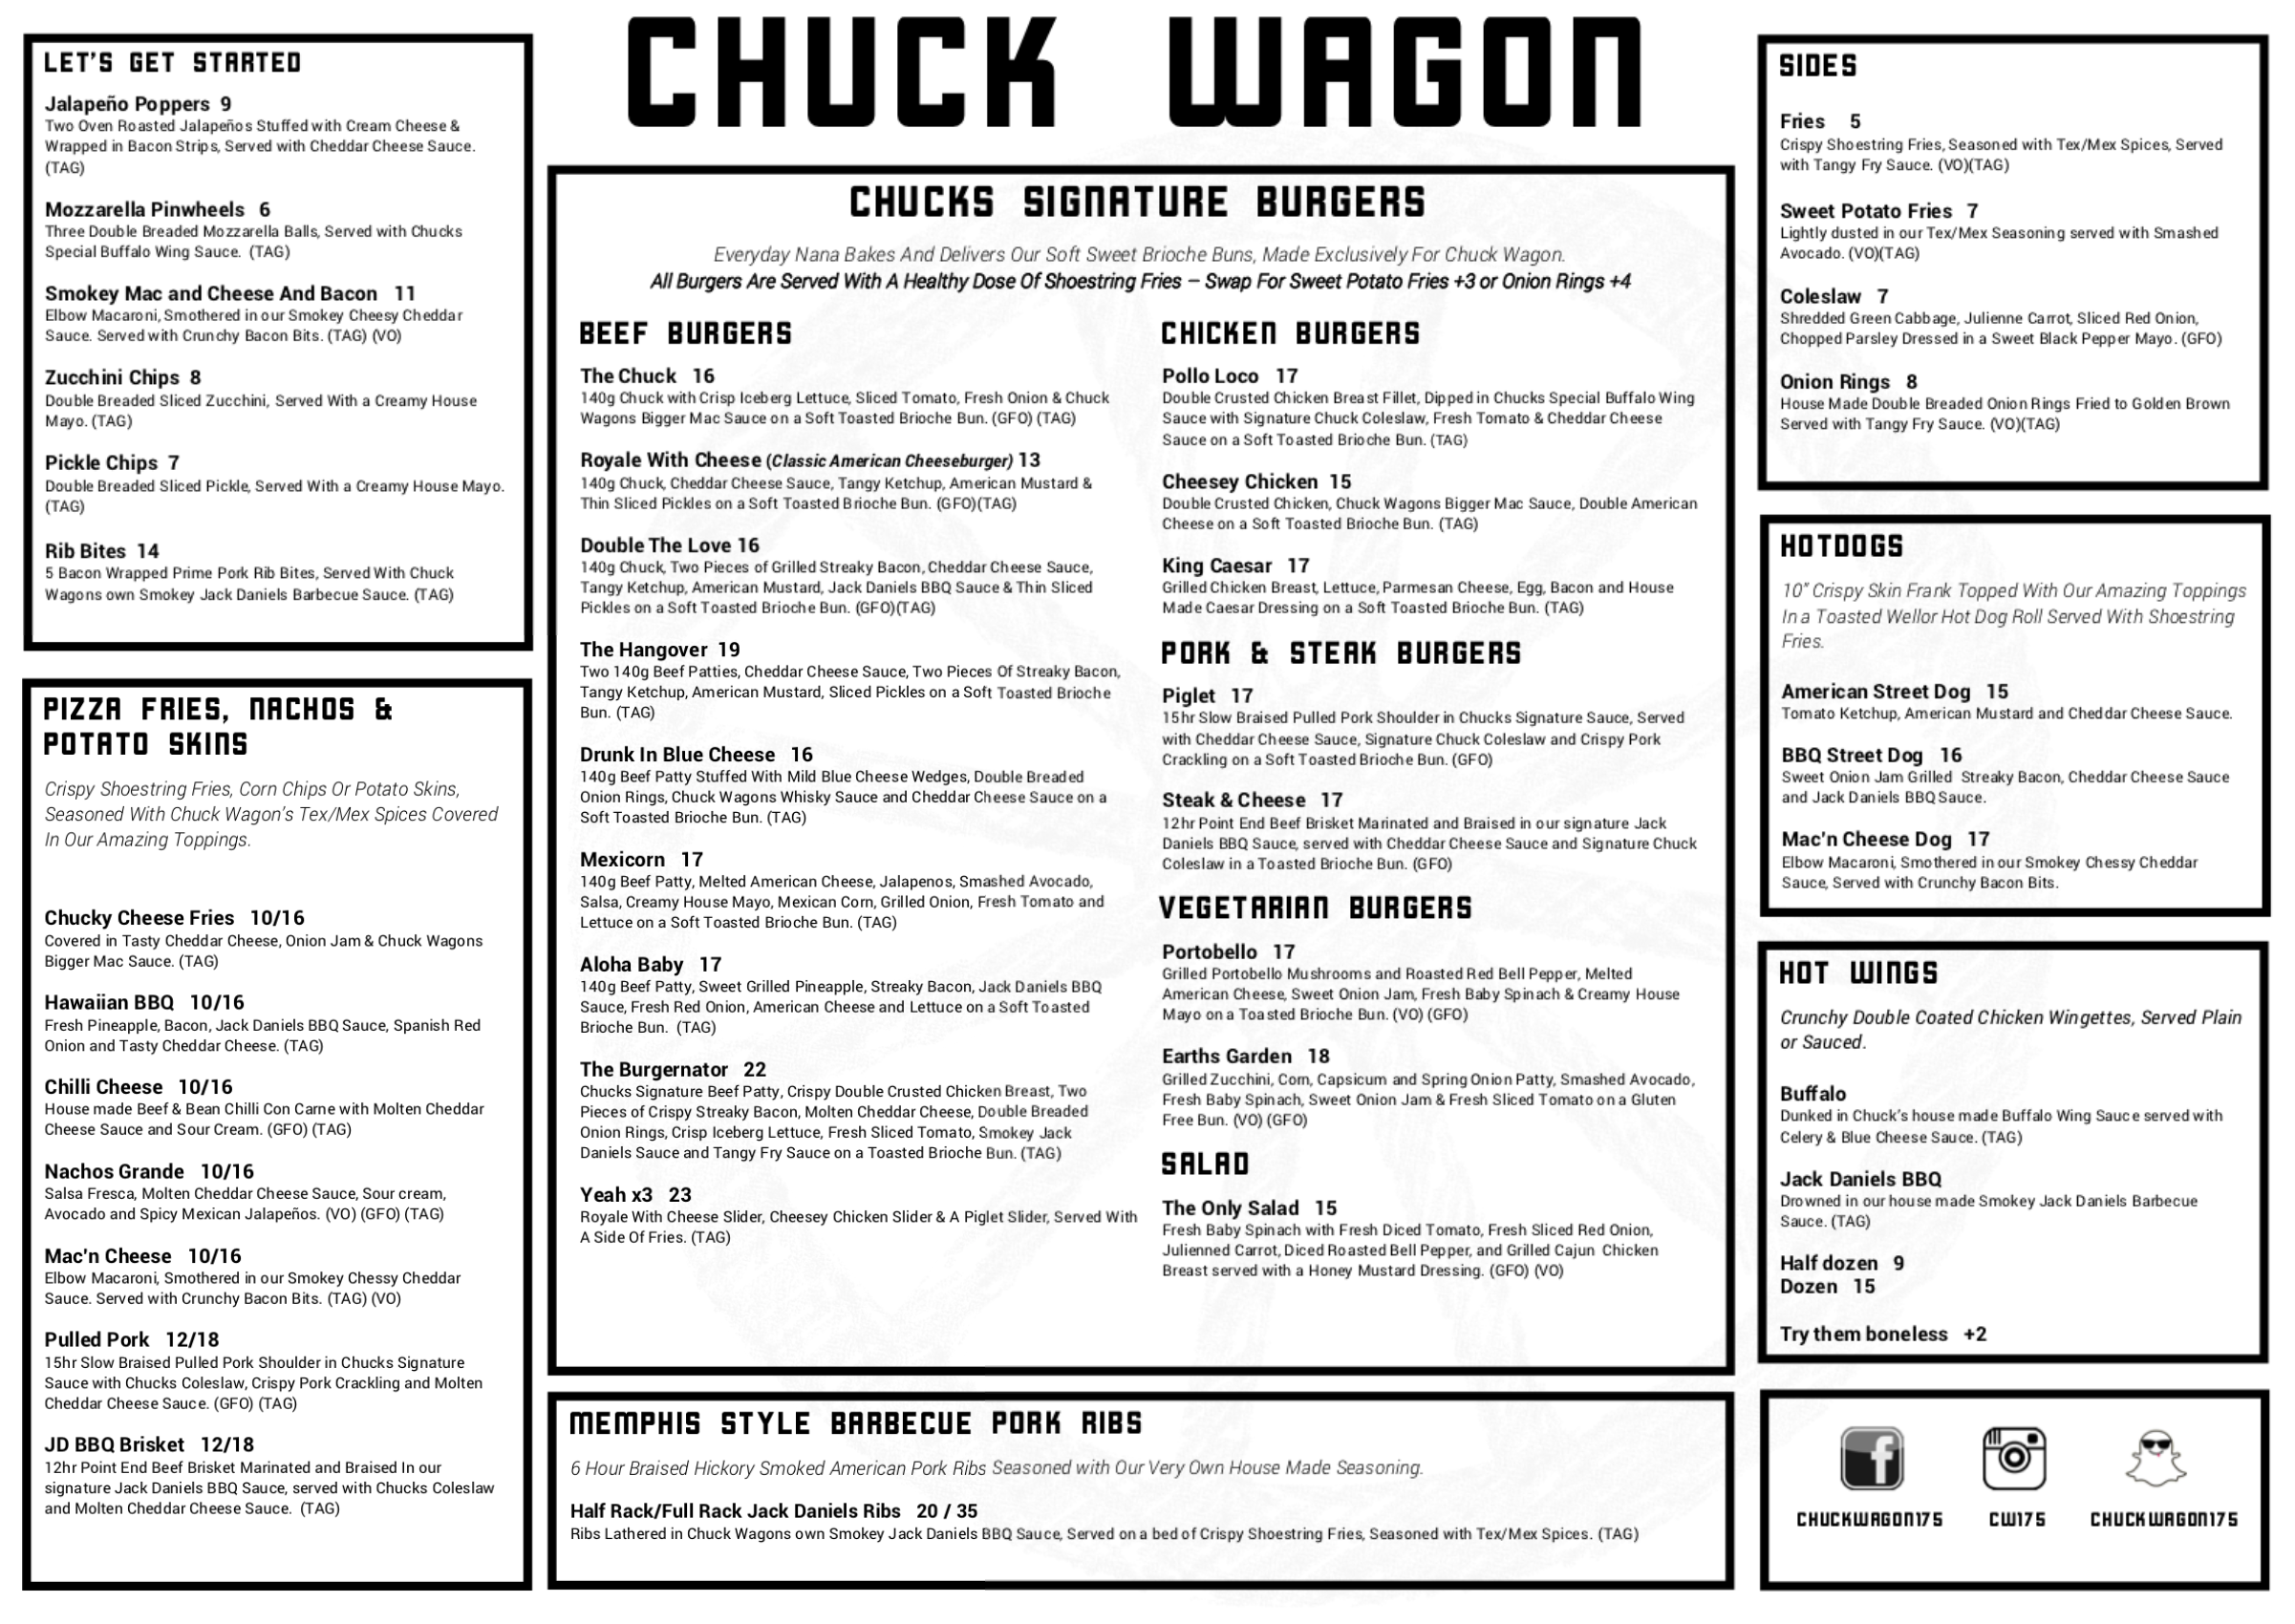 CHUCK WAGON
LET'S GET STARTED
Jalapeño Poppers 9
Two Oven Roasted Jalapeños Stuffed with Cream Cheese &
Wrapped in Bacon Strips, Served with Cheddar Cheese Sauce.
(TAG)
Mozzarella Pinwheels 6
Three Double Breaded Mozzarella Balls, Served with Chucks
Special Buffalo Wing Sauce. (TAG)
Smokey Mac and Cheese And Bacon 11
Elbow Macaroni, Smothered in our Smokey Cheesy Cheddar
Sauce. Served with Crunchy Bacon Bits. (TAG) (VO)
Zucchini Chips 8
Double Breaded Sliced Zucchini, Served With a Creamy House
Mayo. (TAG)
Pickle Chips 7
Double Breaded Sliced Pickle, Served With a Creamy House Mayo.
(TAG)
Rib Bites 14
5 Bacon Wrapped Prime Pork Rib Bites, Served With Chuck
Wagons own Smokey Jack Daniels Barbecue Sauce. (TAG)
PIZZA FRIES, NACHOS &
POTATO SKINS
Crispy Shoestring Fries, Corn Chips Or Potato Skins,
Seasoned With Chuck Wagon's Tex/Mex Spices Covered
In Our Amazing Toppings.
Chucky Cheese Fries 10/16
Covered in Tasty Cheddar Cheese, Onion Jam & Chuck Wagons
Bigger Mac Sauce. (TAG)
Hawaiian BBQ 10/16
Fresh Pineapple, Bacon, Jack Daniels BBQ Sauce, Spanish Red
Onion and Tasty Cheddar Cheese. (TAG)
Chilli Cheese 10/16
House made Beef & Bean Chilli Con Carne with Molten Cheddar
Cheese Sauce and Sour Cream. (GFO) (TAG)
Nachos Grande 10/16
Salsa Fresca, Molten Cheddar Cheese Sauce, Sour cream,
Avocado and Spicy Mexican Jalapeños. (VO) (GFO) (TAG)
Mac'n Cheese 10/16
Elbow Macaroni, Smothered in our Smokey Chessy Cheddar
Sauce. Served with Crunchy Bacon Bits. (TAG) (VO)
Pulled Pork 12/18
15hr Slow Braised Pulled Pork Shoulder in Chucks Signature
Sauce with Chucks Coleslaw, Crispy Pork Crackling and Molten
Cheddar Cheese Sauce. (GFO) (TAG)
JD BBQ Brisket 12/18
12hr Point End Beef Brisket Marinated and Braised In our
signature Jack Daniels BBQ Sauce, served with Chucks Coleslaw
and Molten Cheddar Cheese Sauce. (TAG)
CHUCKS SIGNATURE BURGERS
Everyday Nana Bakes And Delivers Our Soft Sweet Brioche Buns, Made Exclusively For Chuck Wagon.
All Burgers Are Served With A Healthy Dose Of Shoestring Fries – Swap For Sweet Potato Fries +3 or Onion Rings +4
BEEF BURGERS
The Chuck 16
140g Chuck with Crisp Iceberg Lettuce, Sliced Tomato, Fresh Onion & Chuck
Wagons Bigger Mac Sauce on a Soft Toasted Brioche Bun. (GFO) (TAG)
Royale With Cheese (Classic American Cheeseburger) 13
140g Chuck, Cheddar Cheese Sauce, Tangy Ketchup, American Mustard &
Thin Sliced Pickles on a Soft Toasted Brioche Bun. (GFO)(TAG)
Double The Love 16
140g Chuck, Two Pieces of Grilled Streaky Bacon, Cheddar Cheese Sauce,
Tangy Ketchup, American Mustard, Jack Daniels BBQ Sauce & Thin Sliced
Pickles on a Soft Toasted Brioche Bun. (GFO)(TAG)
The Hangover 19
Two 140g Beef Patties, Cheddar Cheese Sauce, Two Pieces Of Streaky Bacon,
Tangy Ketchup, American Mustard, Sliced Pickles on a Soft Toasted Brioche
Bun. (TAG)
Drunk In Blue Cheese 16
140g Beef Patty Stuffed With Mild Blue Cheese Wedges, Double Breaded
Onion Rings, Chuck Wagons Whisky Sauce and Cheddar Cheese Sauce on a
Soft Toasted Brioche Bun. (TAG)
Mexicorn 17
140g Beef Patty, Melted American Cheese, Jalapenos, Smashed Avocado,
Salsa, Creamy House Mayo, Mexican Corn, Grilled Onion, Fresh Tomato and
Lettuce on a Soft Toasted Brioche Bun. (TAG)
Aloha Baby 17
140g Beef Patty, Sweet Grilled Pineapple, Streaky Bacon, Jack Daniels BBQ
Sauce, Fresh Red Onion, American Cheese and Lettuce on a Soft Toasted
Brioche Bun. (TAG)
The Burgernator 22
Chucks Signature Beef Patty, Crispy Double Crusted Chicken Breast, Two
Pieces of Crispy Streaky Bacon, Molten Cheddar Cheese, Double Breaded
Onion Rings, Crisp Iceberg Lettuce, Fresh Sliced Tomato, Smokey Jack
Daniels Sauce and Tangy Fry Sauce on a Toasted Brioche Bun. (TAG)
Yeah x3 23
Royale With Cheese Slider, Cheesey Chicken Slider & A Piglet Slider, Served With
A Side Of Fries. (TAG)
CHICKEN BURGERS
Pollo Loco 17
Double Crusted Chicken Breast Fillet, Dipped in Chucks Special Buffalo Wing
Sauce with Signature Chuck Coleslaw, Fresh Tomato & Cheddar Cheese
Sauce on a Soft Toasted Brioche Bun. (TAG)
Cheesey Chicken 15
Double Crusted Chicken, Chuck Wagons Bigger Mac Sauce, Double American
Cheese on a Soft Toasted Brioche Bun. (TAG)
King Caesar 17
Grilled Chicken Breast, Lettuce, Parmesan Cheese, Egg, Bacon and House
Made Caesar Dressing on a Soft Toasted Brioche Bun. (TAG)
PORK & STEAK BURGERS
Piglet 17
15hr Slow Braised Pulled Pork Shoulder in Chucks Signature Sauce, Served
with Cheddar Cheese Sauce, Signature Chuck Coleslaw and Crispy Pork
Crackling on a Soft Toasted Brioche Bun. (GFO)
Steak & Cheese 17
12hr Point End Beef Brisket Marinated and Braised in our signature Jack
Daniels BBQ Sauce, served with Cheddar Cheese Sauce and Signature Chuck
Coleslaw in a Toasted Brioche Bun. (GFO)
VEGETARIAN BURGERS
Portobello 17
Grilled Portobello Mushrooms and Roasted Red Bell Pepper, Melted
American Cheese, Sweet Onion Jam, Fresh Baby Spinach & Creamy House
Mayo on a Toasted Brioche Bun. (VO) (GFO)
Earths Garden 18
Grilled Zucchini, Corn, Capsicum and Spring Onion Patty, Smashed Avocado,
Fresh Baby Spinach, Sweet Onion Jam & Fresh Sliced Tomato on a Gluten
Free Bun. (VO) (GFO)
SALAD
The Only Salad 15
Fresh Baby Spinach with Fresh Diced Tomato, Fresh Sliced Red Onion,
Julienned Carrot, Diced Roasted Bell Pepper, and Grilled Cajun Chicken
Breast served with a Honey Mustard Dressing. (GFO) (VO)
MEMPHIS STYLE BARBECUE PORK RIBS
6 Hour Braised Hickory Smoked American Pork Ribs Seasoned with Our Very Own House Made Seasoning.
Half Rack/Full Rack Jack Daniels Ribs 20 / 35
Ribs Lathered in Chuck Wagons own Smokey Jack Daniels BBQ Sauce, Served on a bed of Crispy Shoestring Fries, Seasoned with Tex/Mex Spices. (TAG)
SIDES
Fries 5
Crispy Shoestring Fries, Seasoned with Tex/Mex Spices, Served
with Tangy Fry Sauce. (VO)(TAG)
Sweet Potato Fries 7
Lightly dusted in our Tex/Mex Seasoning served with Smashed
Avocado. (VO)(TAG)
Coleslaw 7
Shredded Green Cabbage, Julienne Carrot, Sliced Red Onion,
Chopped Parsley Dressed in a Sweet Black Pepper Mayo. (GFO)
Onion Rings 8
House Made Double Breaded Onion Rings Fried to Golden Brown
Served with Tangy Fry Sauce. (VO)(TAG)
HOTDOGS
10" Crispy Skin Frank Topped With Our Amazing Toppings
In a Toasted Wellor Hot Dog Roll Served With Shoestring
Fries.
American Street Dog 15
Tomato Ketchup, American Mustard and Cheddar Cheese Sauce.
BBQ Street Dog 16
Sweet Onion Jam Grilled Streaky Bacon, Cheddar Cheese Sauce
and Jack Daniels BBQ Sauce.
Mac'n Cheese Dog 17
Elbow Macaroni, Smothered in our Smokey Chessy Cheddar
Sauce, Served with Crunchy Bacon Bits.
HOT WINGS
Crunchy Double Coated Chicken Wingettes, Served Plain
or Sauced.
Buffalo
Dunked in Chuck's house made Buffalo Wing Sauce served with
Celery & Blue Cheese Sauce. (TAG)
Jack Daniels BBQ
Drowned in our house made Smokey Jack Daniels Barbecue
Sauce. (TAG)
Half dozen 9
Dozen 15
Try them boneless +2
CHUCKWAGON175 CW175 CHUCKWAGON175